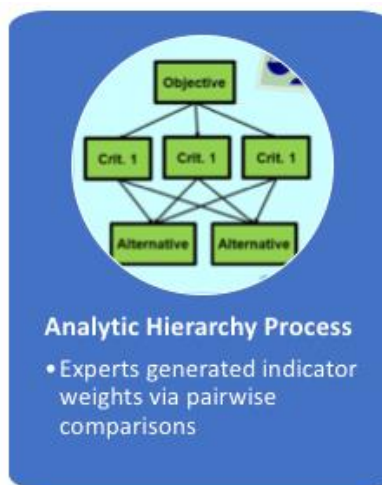 Objective
Crit. 1 Crit. 1 Crit. 1
Alternative Alternative
Analytic Hierarchy Process
•Experts generated indicator
weights via pairwise
comparisons